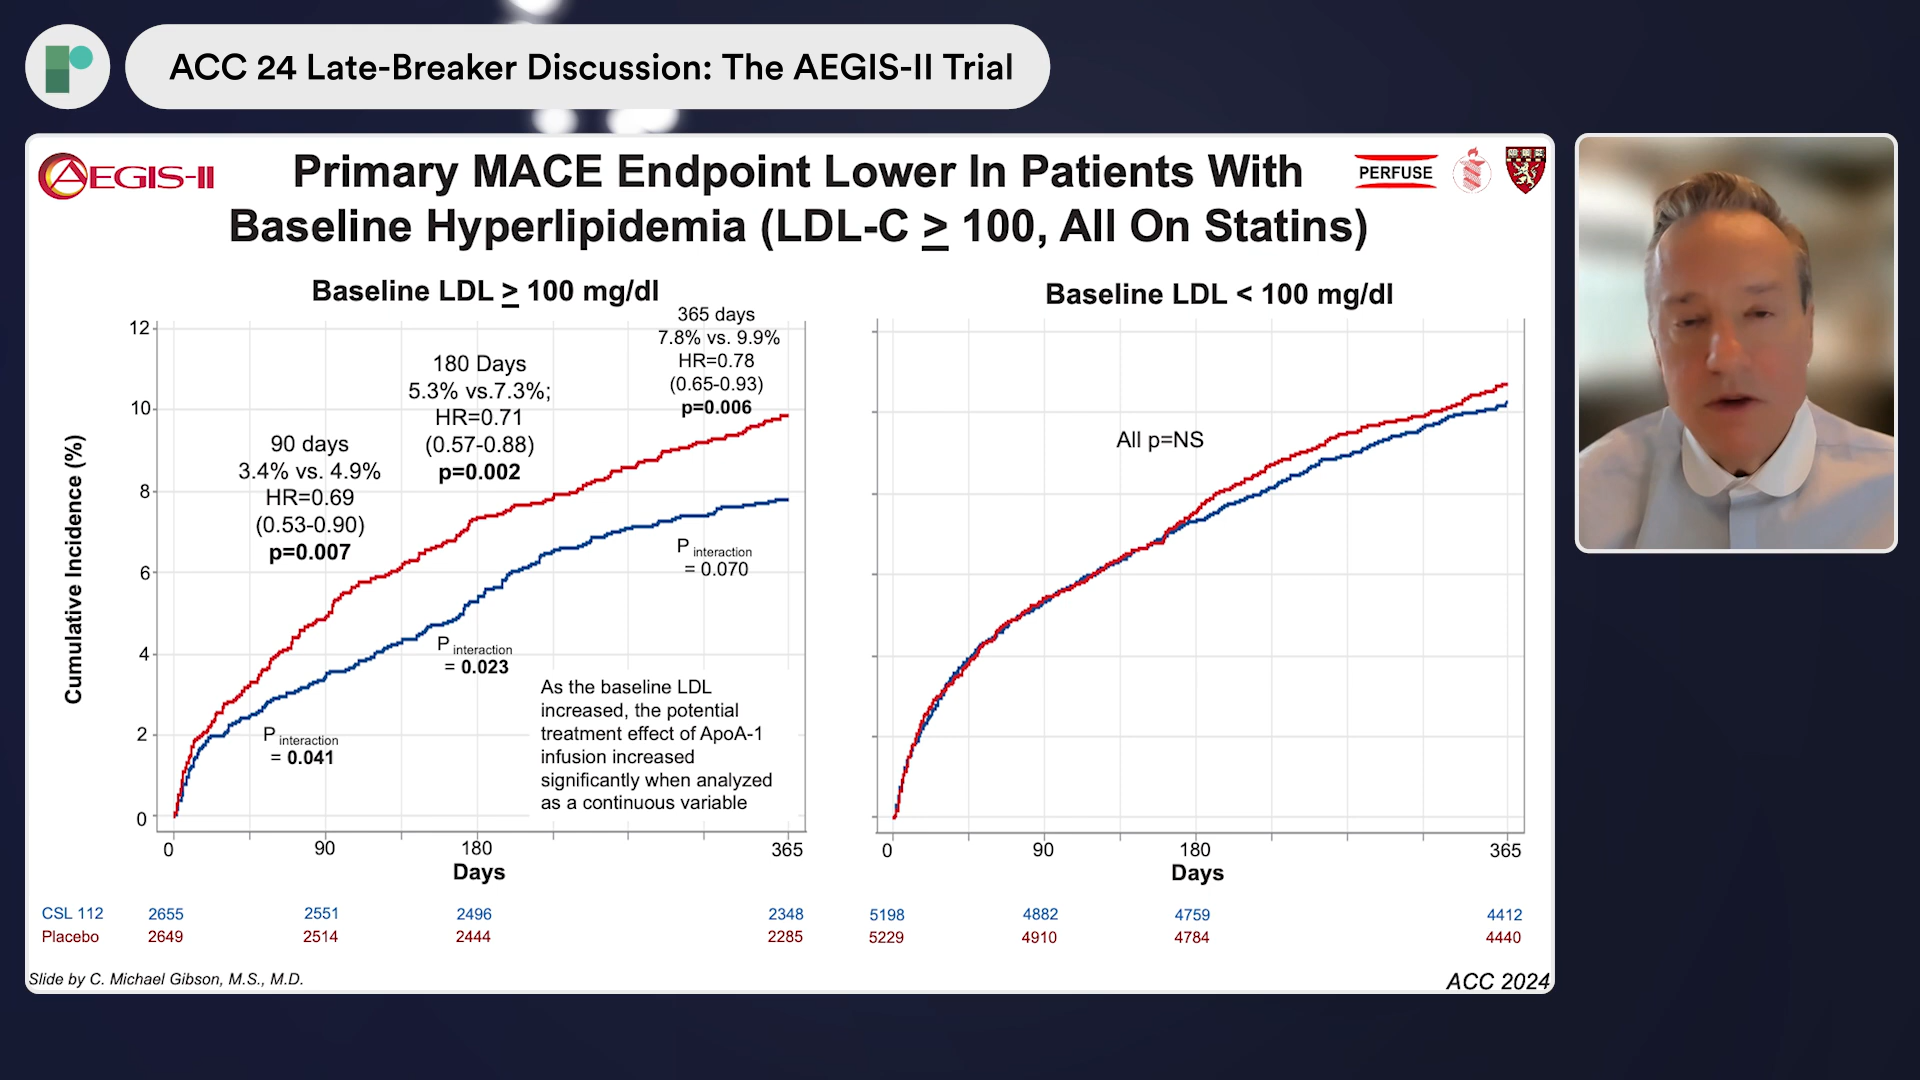 ACC 24 Late-Breaker Discussion: The AEGIS-II Trial
AEGIS-II
Primary MACE Endpoint Lower In Patients With
Baseline Hyperlipidemia (LDL-C ≥ 100, All On Statins)
PERFUSE
Baseline LDL ≥ 100 mg/dl
365 days
7.8% vs. 9.9%
HR=0.78
(0.65-0.93)
p=0.006
180 Days
5.3% vs.7.3%;
HR=0.71
(0.57-0.88)
p=0.002
90 days
3.4% vs. 4.9%
HR=0.69
(0.53-0.90)
p=0.007
Cumulative Incidence (%)
12
10
8
6
4
2
0
P interaction
= 0.041
P interaction
= 0.023
P interaction
= 0.070
As the baseline LDL
increased, the potential
treatment effect of ApoA-1
infusion increased
significantly when analyzed
as a continuous variable
0 90 180 365
Days
Baseline LDL < 100 mg/dl
All p=NS
0 90 180 365
Days
CSL 112 2655 2551 2496 2348 5198 4882 4759 4412
Placebo 2649 2514 2444 2285 5229 4910 4784 4440
Slide by C. Michael Gibson, M.S., M.D.
ACC 2024